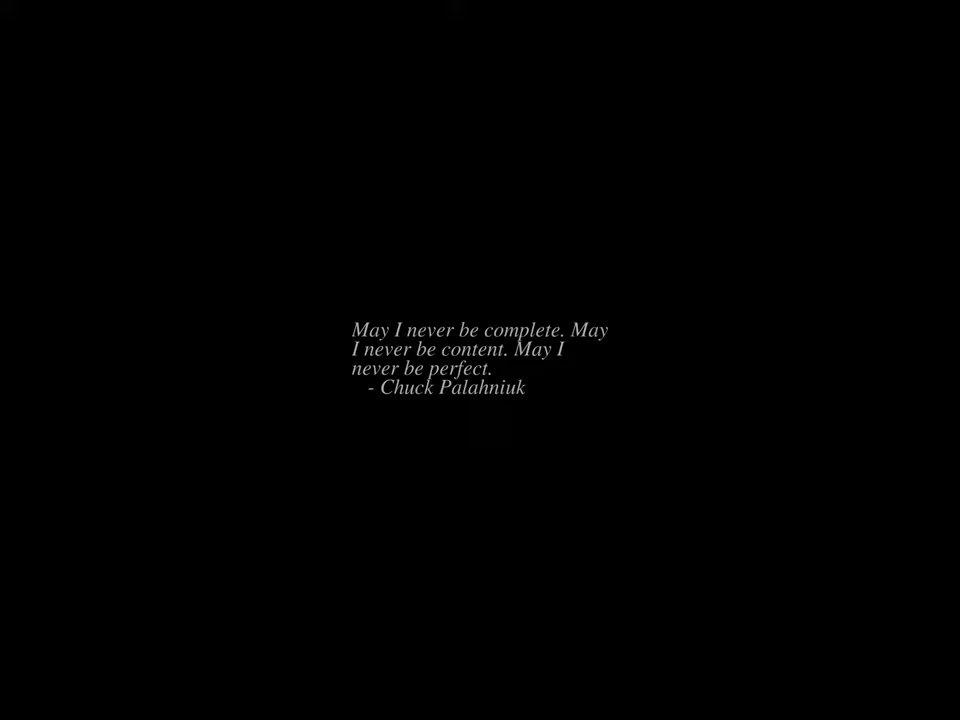 May I never be complete. May
I never be content. May I
never be perfect.
- Chuck Palahniuk